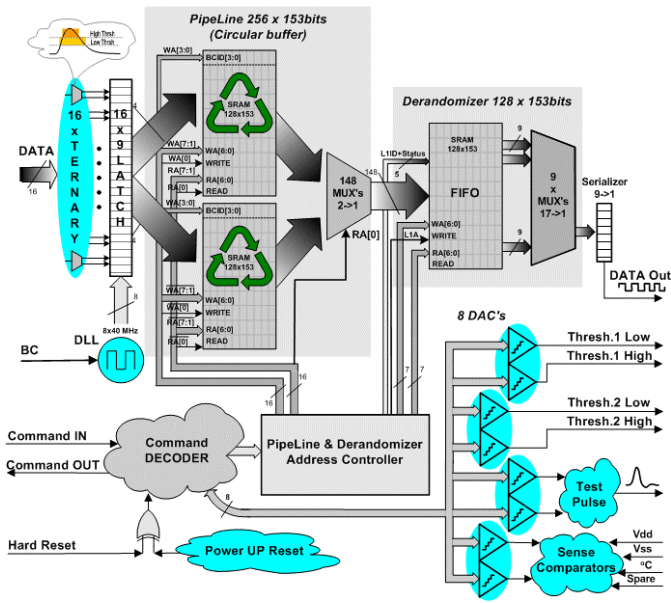 PipeLine 256 x 153bits
(Circular buffer)
High Thrsh
Low Thrsh
WA[3:0]
BCID[3:0]
SRAM
128x153
4
16 x TERNARY
16 x 9 LATCH
DATA
16
WA[7:1]
WA[6:0]
WA[0]
WRITE
RA[7:1]
RA[6:0]
RA[0]
READ
WA[3:0]
BCID[3:0]
SRAM
128x153
4
WA[7:1]
WA[6:0]
WA[0]
WRITE
RA[7:1]
RA[6:0]
RA[0]
READ
148
MUX's
2->1
148
RA[0]
Derandomizer 128 x 153bits
L1ID+Status
5
SRAM
128x153
FIFO
9
9
WA[6:0]
L1A
WRITE
RA[6:0]
READ
9
x
MUX's
17->1
Serializer
9->1
DATA Out
8
8x40 MHz
DLL
BC
16
16
7
7
8 DAC's
Thresh.1 Low
Thresh.1 High
Thresh.2 Low
Thresh.2 High
Command IN
Command OUT
Command
DECODER
PipeLine & Derandomizer
Address Controller
8
Test
Pulse
Hard Reset
Power UP Reset
Sense
Comparators
Vdd
Vss
ºC
Spare